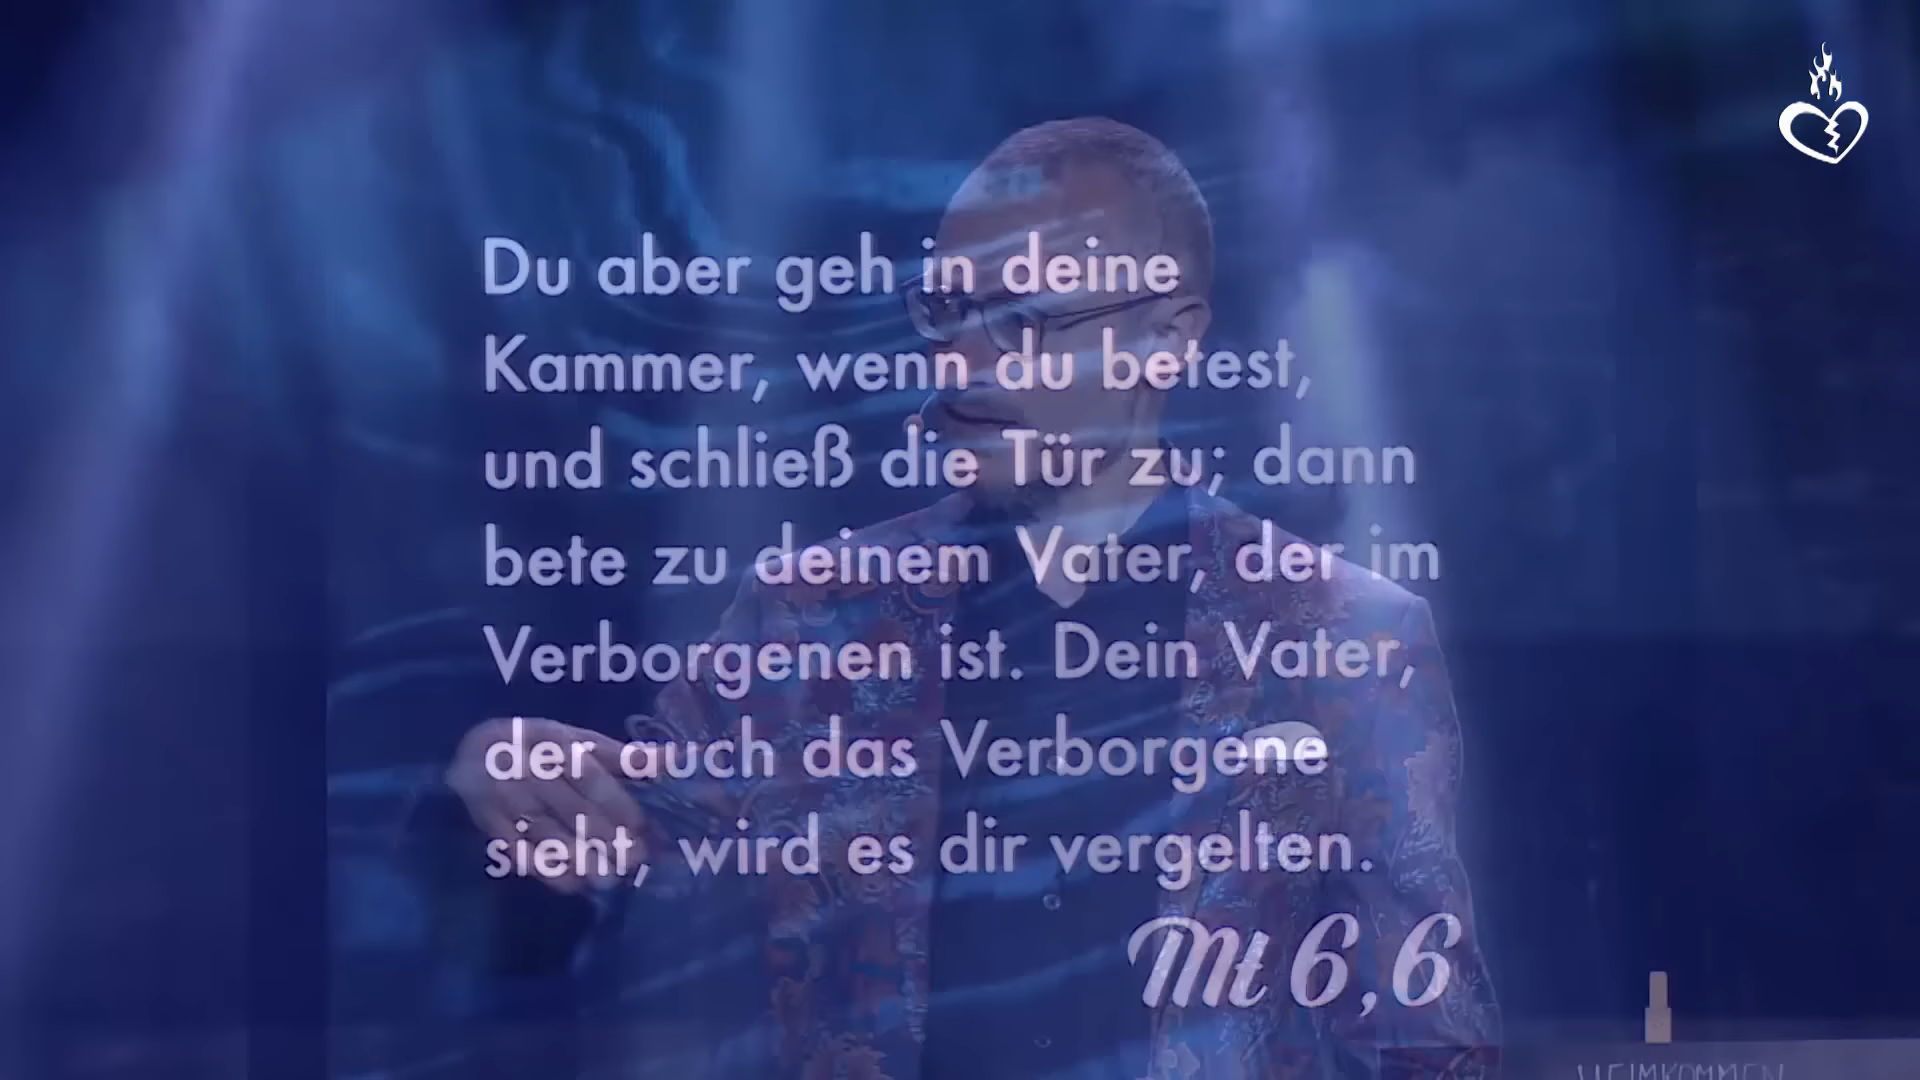 Du aber geh in deine
Kammer, wenn du betest,
und schließ die Tür zu; dann
bete zu deinem Vater, der im
Verborgenen ist. Dein Vater,
der auch das Verborgene
sieht, wird es dir vergelten.
Mt 6,6
HEIMKOMMEN